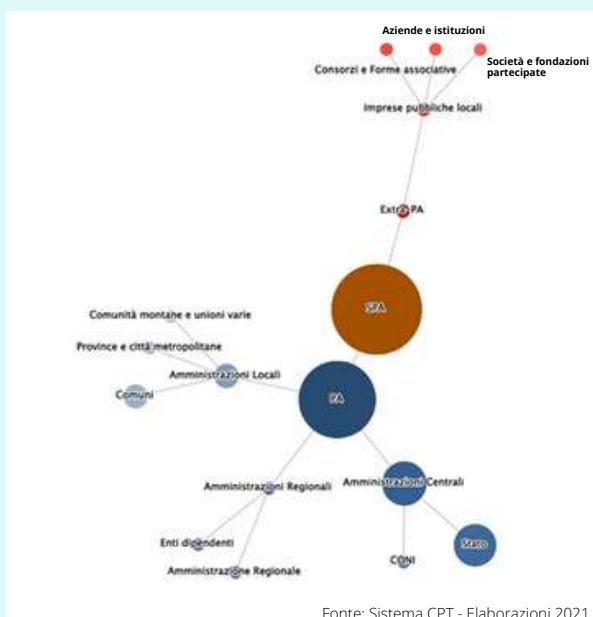 Aziende e istituzioni
Società e fondazioni
partecipate
Consorzi e Forme associative
Imprese pubbliche locali
Extra PA
SPA
Comunità montane e unioni varie
Province e città metropolitane
Amministrazioni Locali
Comuni
PA
Amministrazioni Regionali
Amministrazioni Centrali
Enti dipendenti
Stato
CONI
Amministrazione Regionale
Fonte: Sistema CPT - Elaborazioni 2021